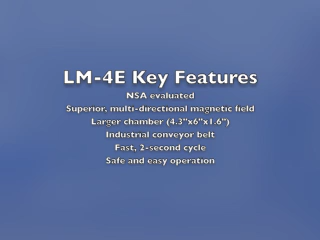 LM-4E Key Features
NSA evaluated
Superior, multi-directional magnetic field
Larger chamber (4.3"x6"x1.6")
Industrial conveyor belt
Fast, 2-second cycle
Safe and easy operation